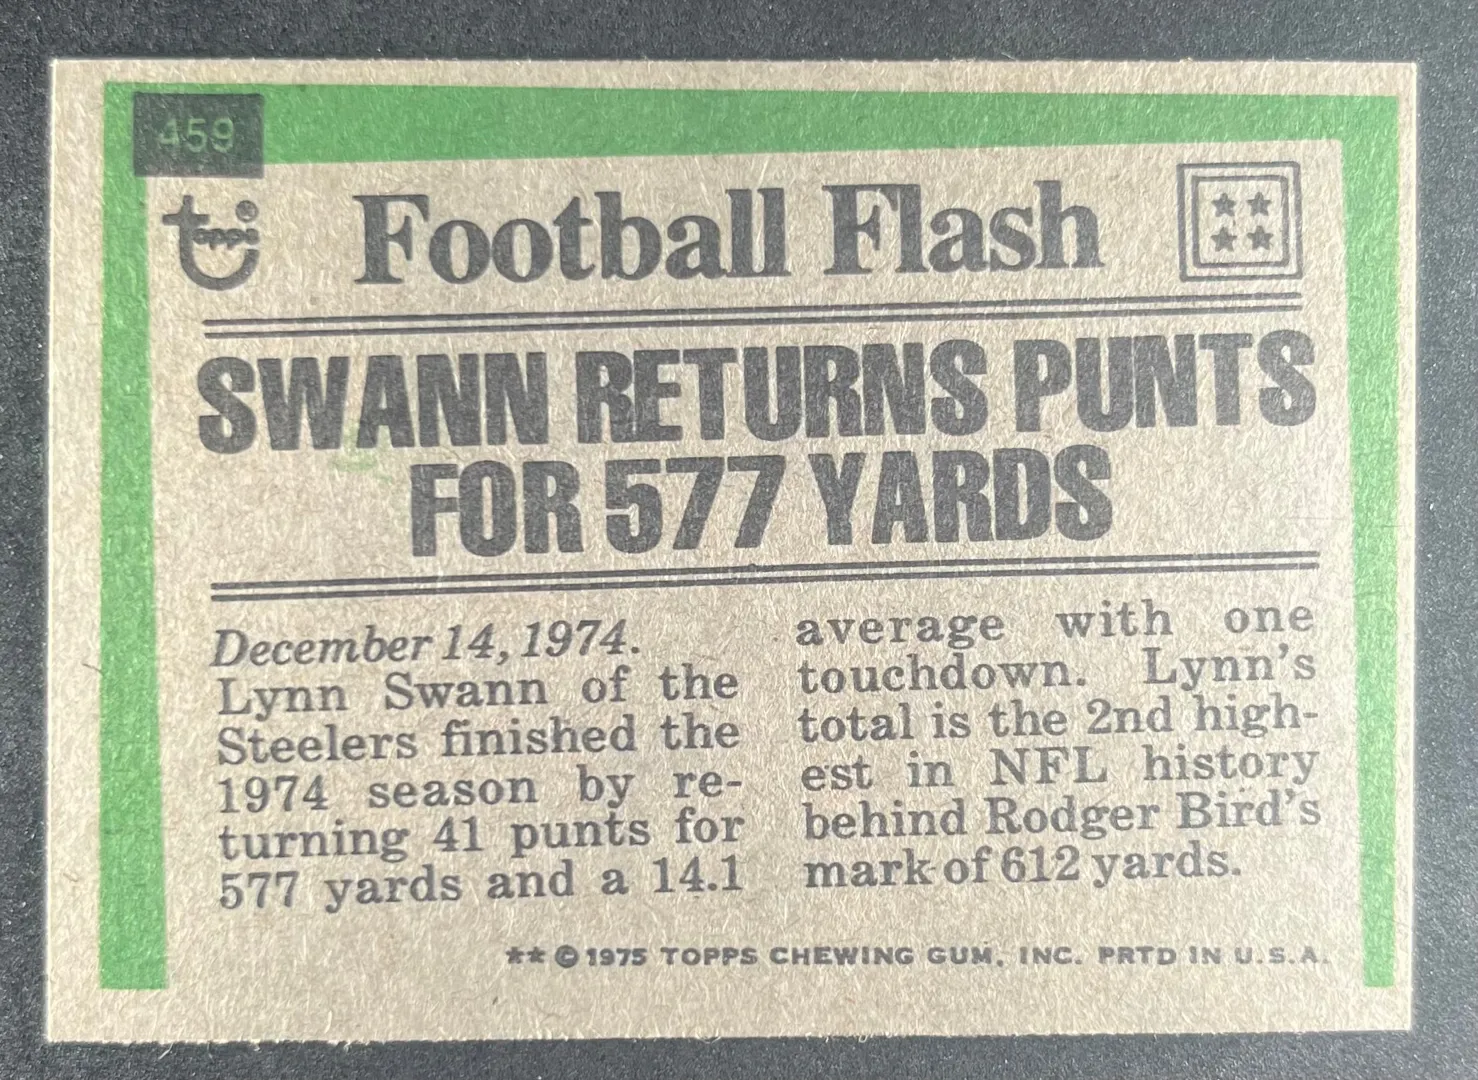 459
topps®
Football Flash
SWANN RETURNS PUNTS
FOR 577 YARDS
December 14, 1974.
Lynn Swann of the
Steelers finished the
1974 season by re-
turning 41 punts for
577 yards and a 14.1
average with one
touchdown. Lynn's
total is the 2nd high-
est in NFL history
behind Rodger Bird's
mark of 612 yards.
** © 1975 TOPPS CHEWING GUM, INC. PRTD IN U.S.A.